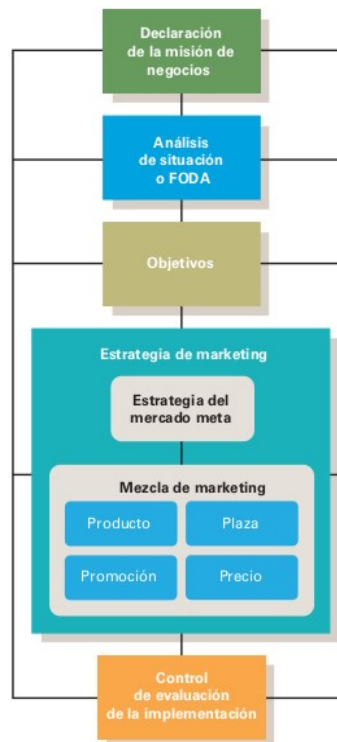 Declaración
de la misión de
negocios
Análisis
de situación
o FODA
Objetivos
Estrategia de marketing
Estrategia del
mercado meta
Mezcla de marketing
Producto
Plaza
Promoción
Precio
Control
de evaluación
de la implementación